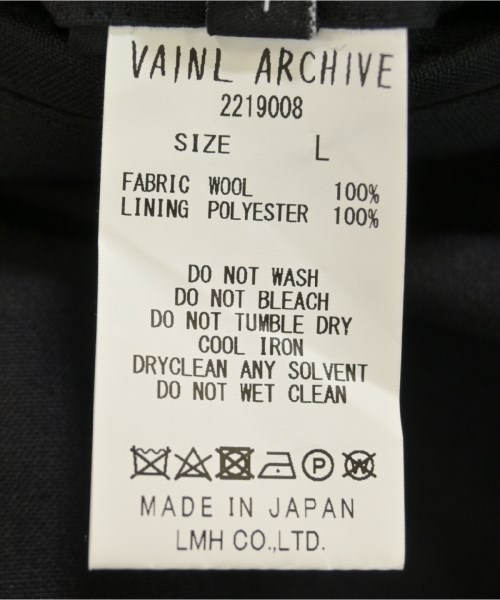 VAINL ARCHIVE
2219008
SIZE L
FABRIC WOOL 100%
LINING POLYESTER 100%
DO NOT WASH
DO NOT BLEACH
DO NOT TUMBLE DRY
COOL IRON
DRYCLEAN ANY SOLVENT
DO NOT WET CLEAN
P W
MADE IN JAPAN
LMH CO.,LTD.